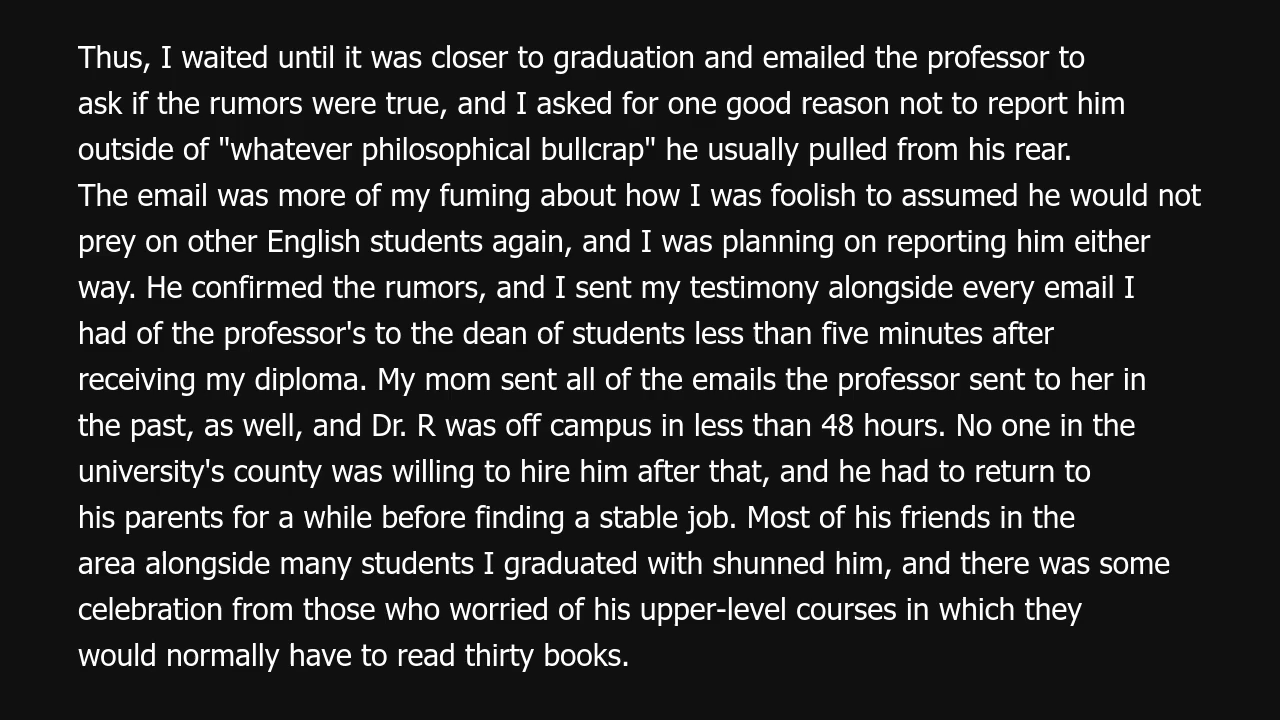 Thus, I waited until it was closer to graduation and emailed the professor to
ask if the rumors were true, and I asked for one good reason not to report him
outside of "whatever philosophical bullcrap" he usually pulled from his rear.
The email was more of my fuming about how I was foolish to assumed he would not
prey on other English students again, and I was planning on reporting him either
way. He confirmed the rumors, and I sent my testimony alongside every email I
had of the professor's to the dean of students less than five minutes after
receiving my diploma. My mom sent all of the emails the professor sent to her in
the past, as well, and Dr. R was off campus in less than 48 hours. No one in the
university's county was willing to hire him after that, and he had to return to
his parents for a while before finding a stable job. Most of his friends in the
area alongside many students I graduated with shunned him, and there was some
celebration from those who worried of his upper-level courses in which they
would normally have to read thirty books.